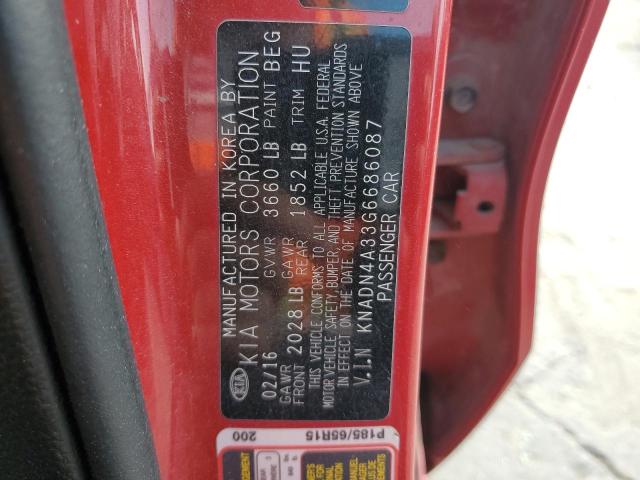 MANUFACTURED IN KOREA BY
KIA KIA MOTORS CORPORATION
02/16 GVWR 3660 LB PAINT BEG
GAWR FRONT 2028 LB GAWR REAR 1852 LB TRIM HU
THIS VEHICLE CONFORMS TO ALL APPLICABLE U.S.A. FEDERAL
MOTOR VEHICLE SAFETY, BUMPER, AND THEFT PREVENTION STANDARDS
IN EFFECT ON THE DATE OF MANUFACTURE SHOWN ABOVE
V.I.N KNADN4A33G6686087
PASSENGER CAR
200 P185/65R15